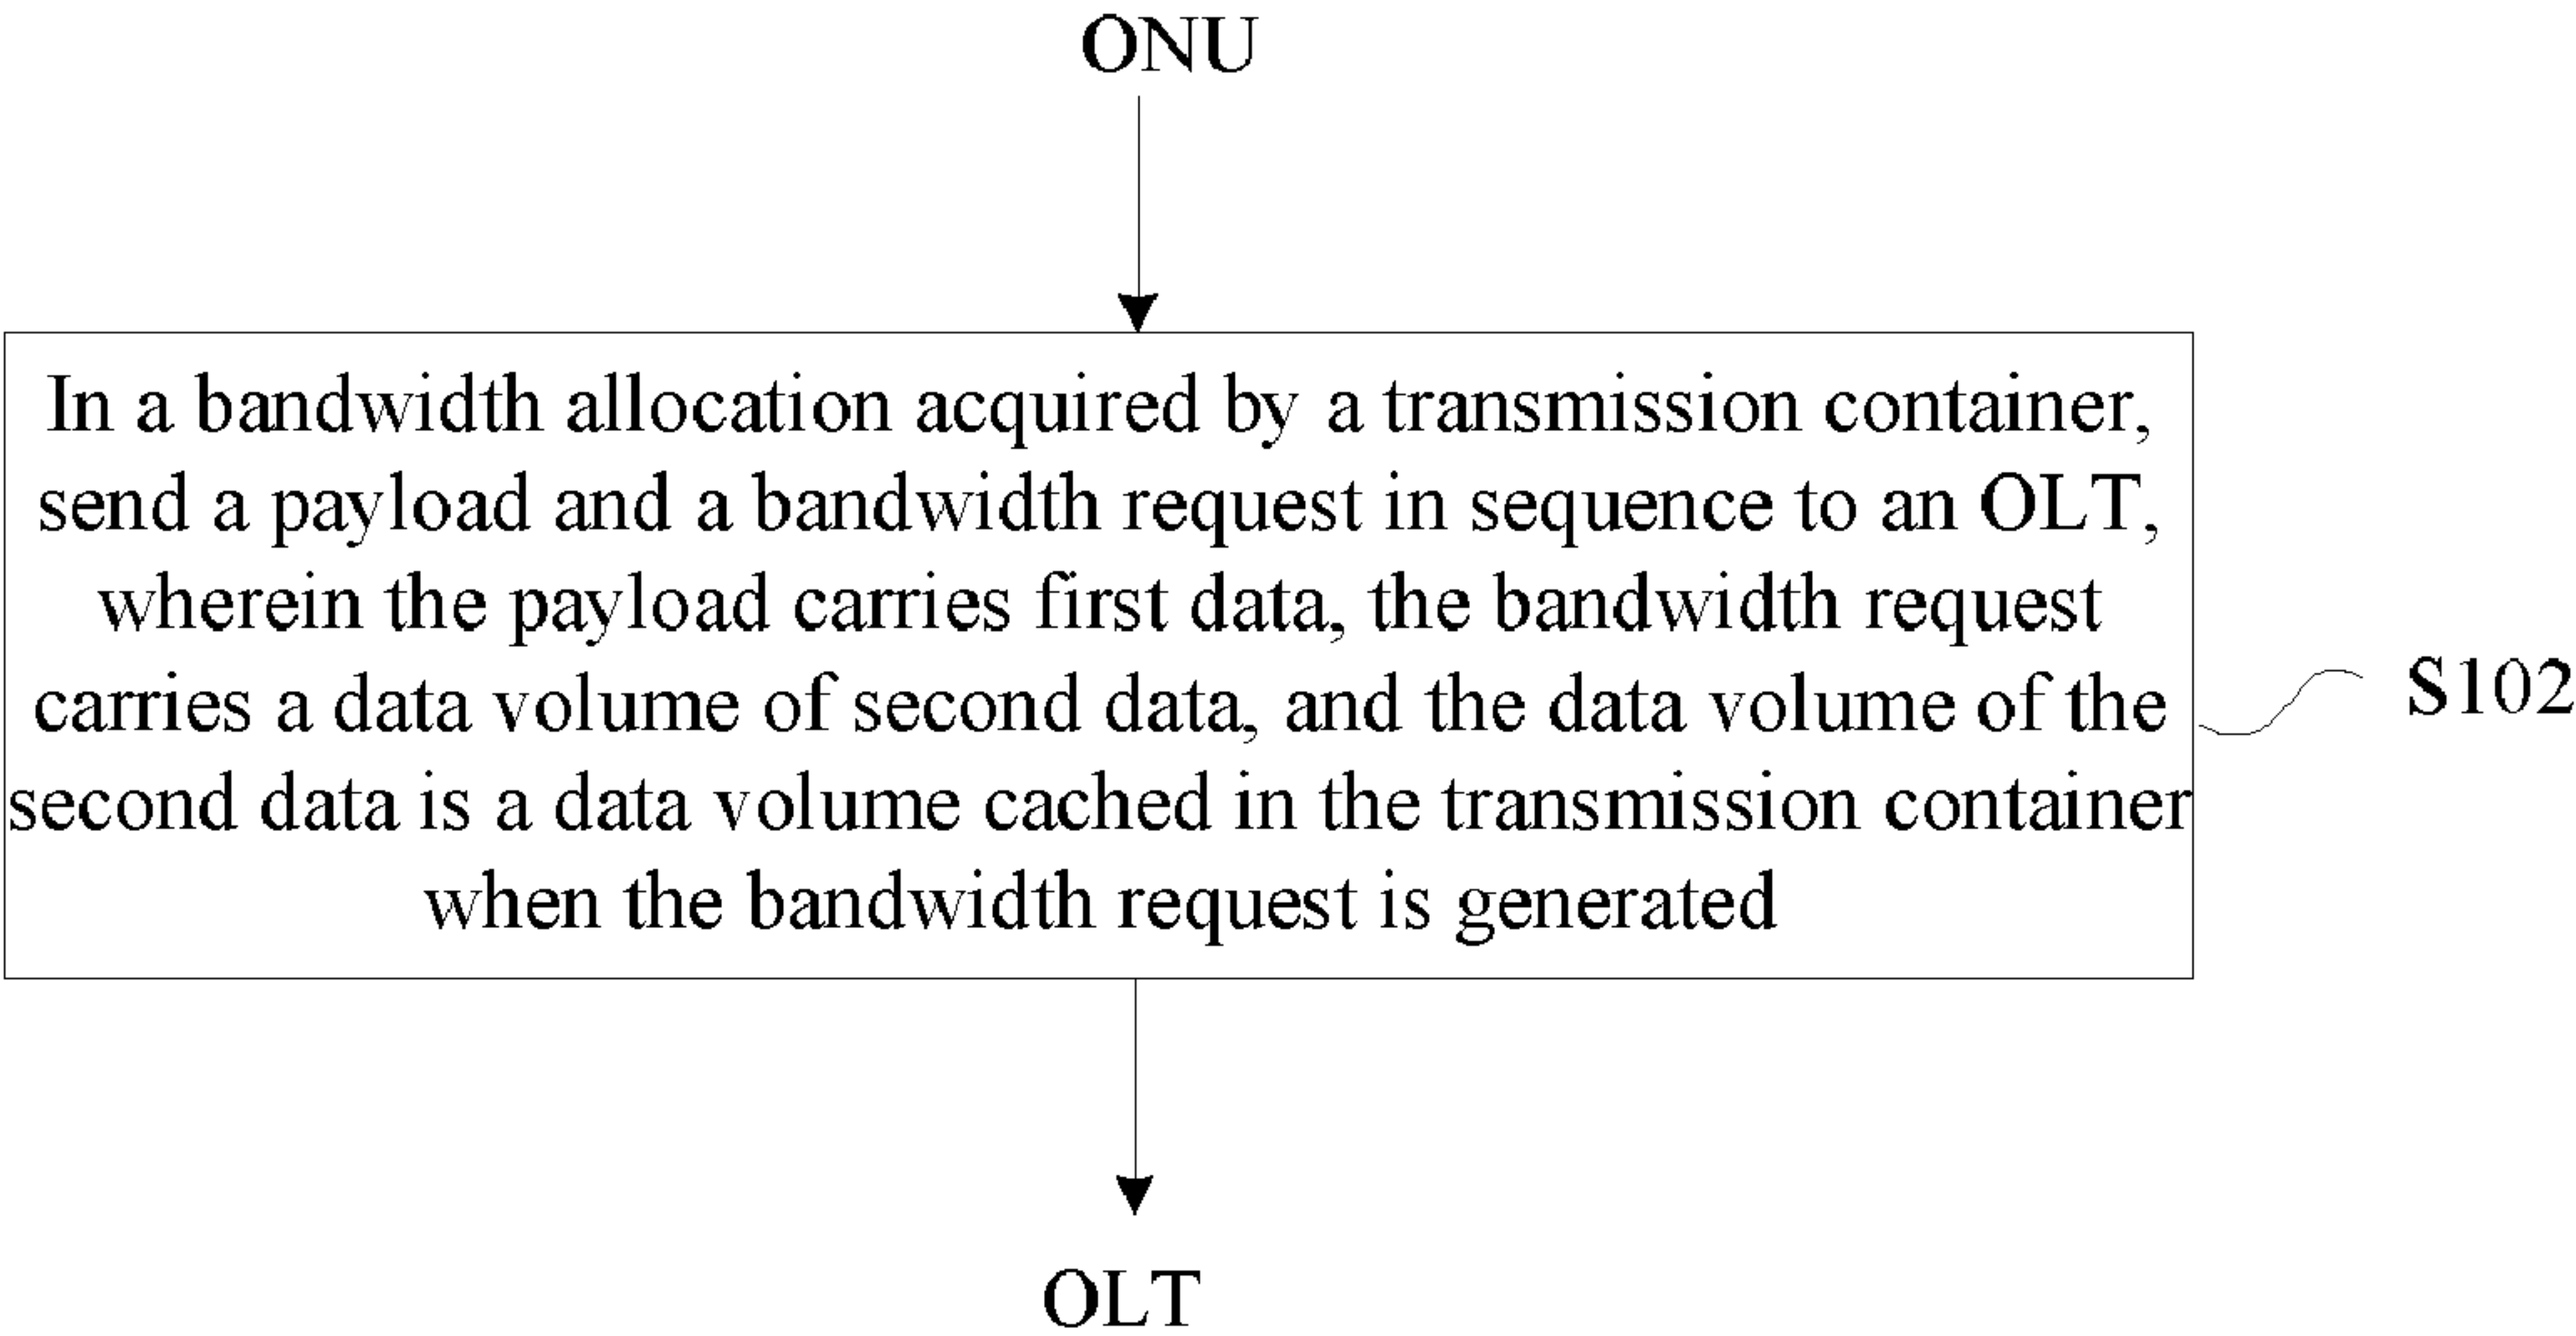 ONU
In a bandwidth allocation acquired by a transmission container,
send a payload and a bandwidth request in sequence to an OLT,
wherein the payload carries first data, the bandwidth request
carries a data volume of second data, and the data volume of the
second data is a data volume cached in the transmission container
when the bandwidth request is generated
S102
OLT